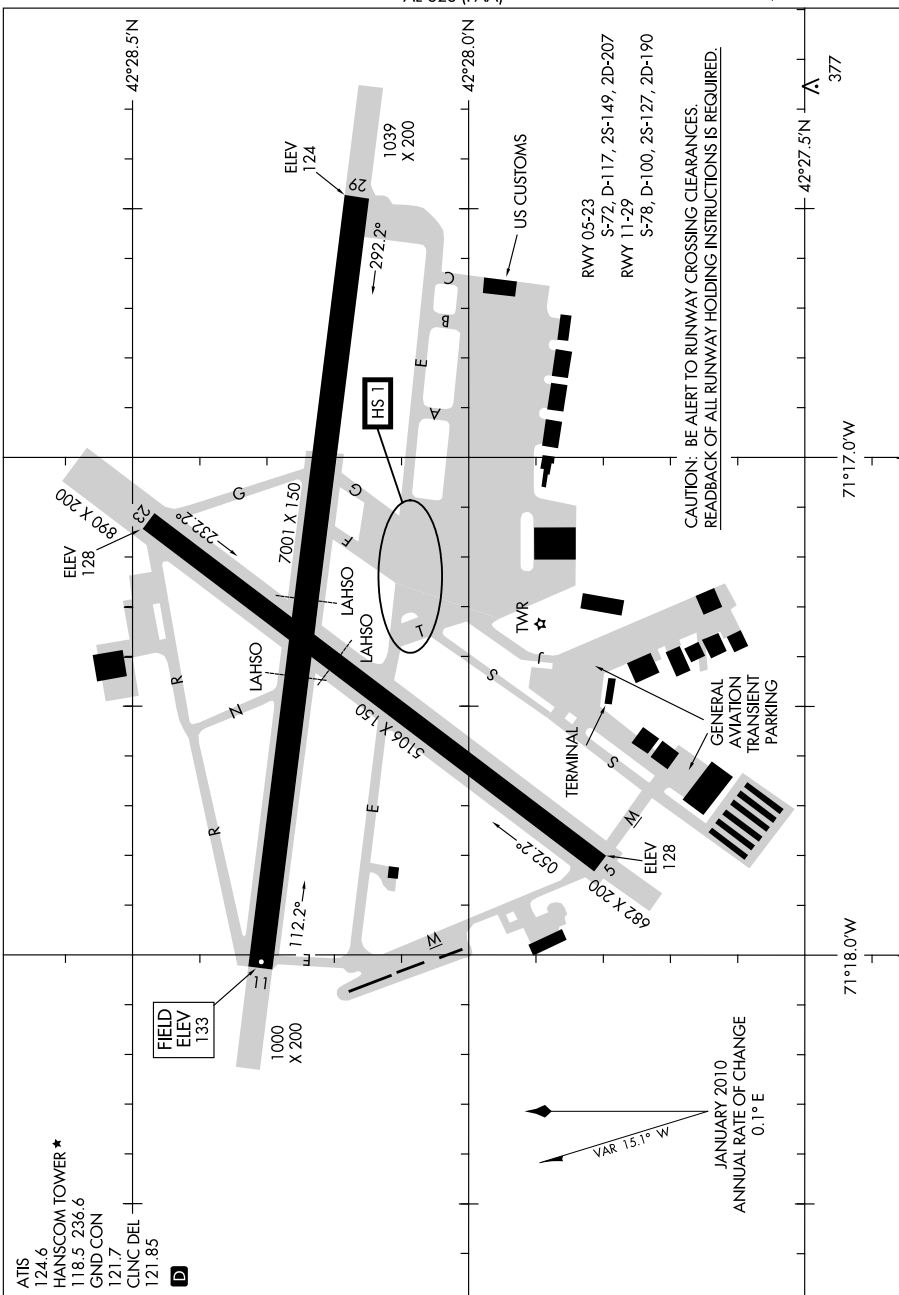 ATIS
124.6
HANSCOM TOWER ★
118.5 236.6
GND CON
121.7
CLNC DEL
121.85
D
42°28.5'N
42°28.0'N
42°27.5'N
377
FIELD
ELEV
133
1000
X 200
11
112.2°
E
R
R
N
LAHSO
LAHSO
LAHSO
ELEV
128
890 X 200
23
232.2°
G
7001 X 150
G
F
HS 1
292.2°
29
ELEV
124
1039
X 200
E
A
B
C
US CUSTOMS
5106 X 150
E
T
S
S
J
TWR
TERMINAL
GENERAL
AVIATION
TRANSIENT
PARKING
M
052.2°
5
ELEV
128
682 X 200
W
RWY 05-23
S-72, D-117, 2S-149, 2D-207
RWY 11-29
S-78, D-100, 2S-127, 2D-190
CAUTION: BE ALERT TO RUNWAY CROSSING CLEARANCES.
READBACK OF ALL RUNWAY HOLDING INSTRUCTIONS IS REQUIRED.
71°18.0'W
71°17.0'W
VAR 15.1° W
JANUARY 2010
ANNUAL RATE OF CHANGE
0.1° E